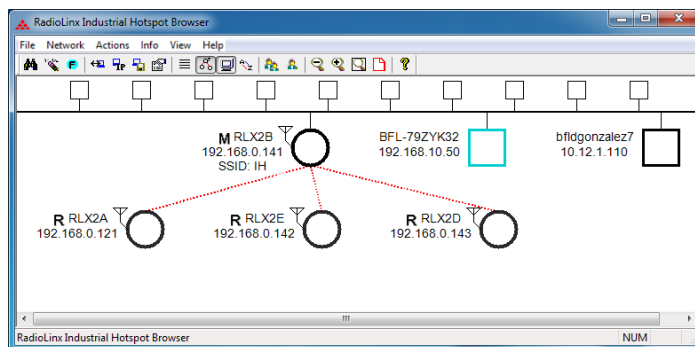 RadioLinx Industrial Hotspot Browser
File Network Actions Info View Help
M RLX2B
192.168.0.141
SSID: IH
BFL-79ZYK32
192.168.10.50
bfldgonzalez7
10.12.1.110
R RLX2A
192.168.0.121
R RLX2E
192.168.0.142
R RLX2D
192.168.0.143
RadioLinx Industrial Hotspot Browser
NUM